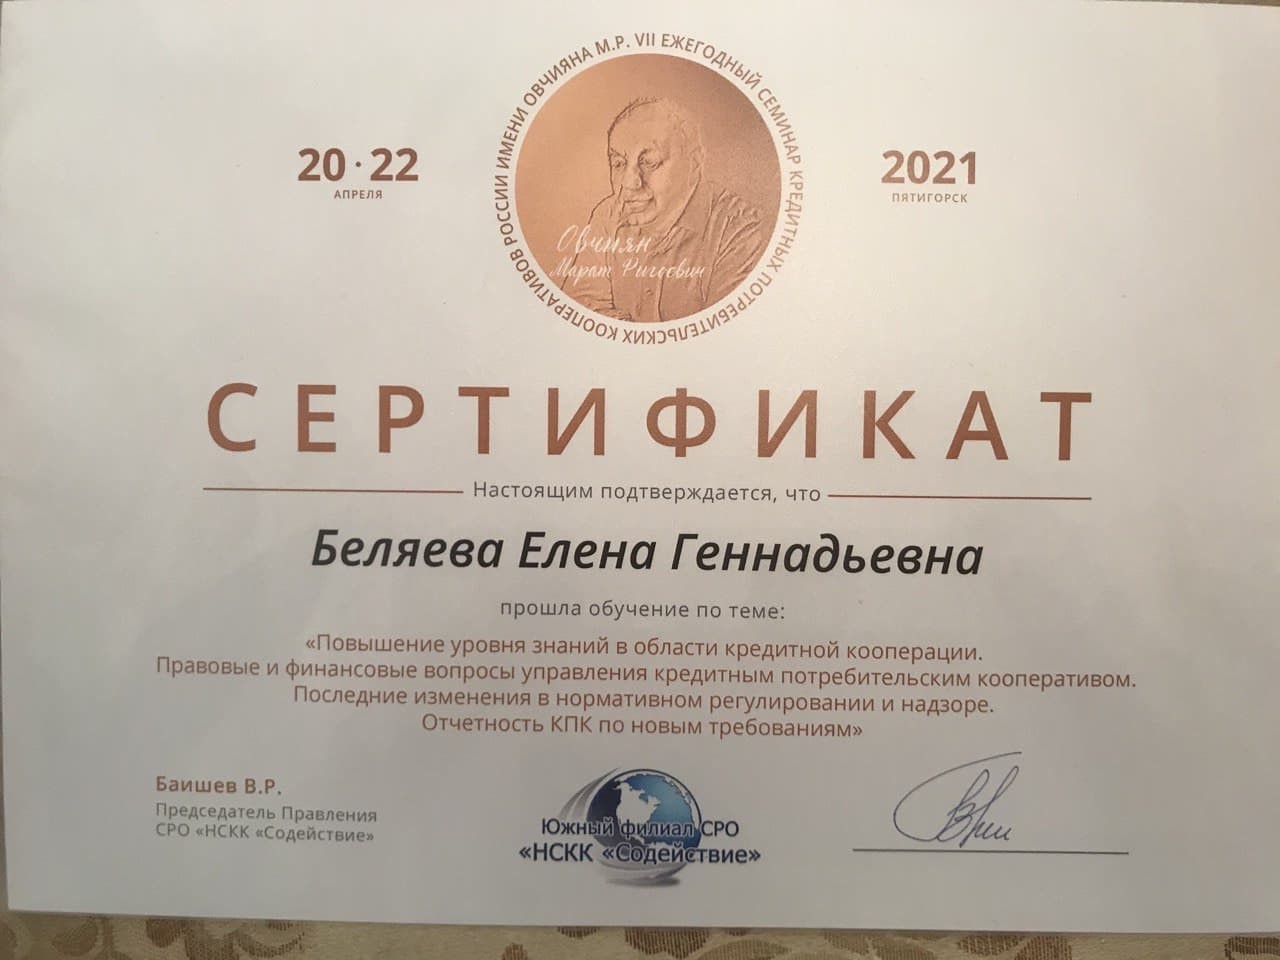 VII ЕЖЕГОДНЫЙ СЕМИНАР КРЕДИТНЫХ ПОТРЕБИТЕЛЬСКИХ КООПЕРАТИВОВ РОССИИ ИМЕНИ ОВЧИЯНА М.Р.
20 · 22
АПРЕЛЯ
2021
ПЯТИГОРСК
Овчиян
Марат
СЕРТИФИКАТ
Настоящим подтверждается, что
Беляева Елена Геннадьевна
прошла обучение по теме:
«Повышение уровня знаний в области кредитной кооперации.
Правовые и финансовые вопросы управления кредитным потребительским кооперативом.
Последние изменения в нормативном регулировании и надзоре.
Отчетность КПК по новым требованиям»
Баишев В.Р.
Председатель Правления
СРО «НСКК «Содействие»
Южный филиал СРО
«НСКК «Содействие»